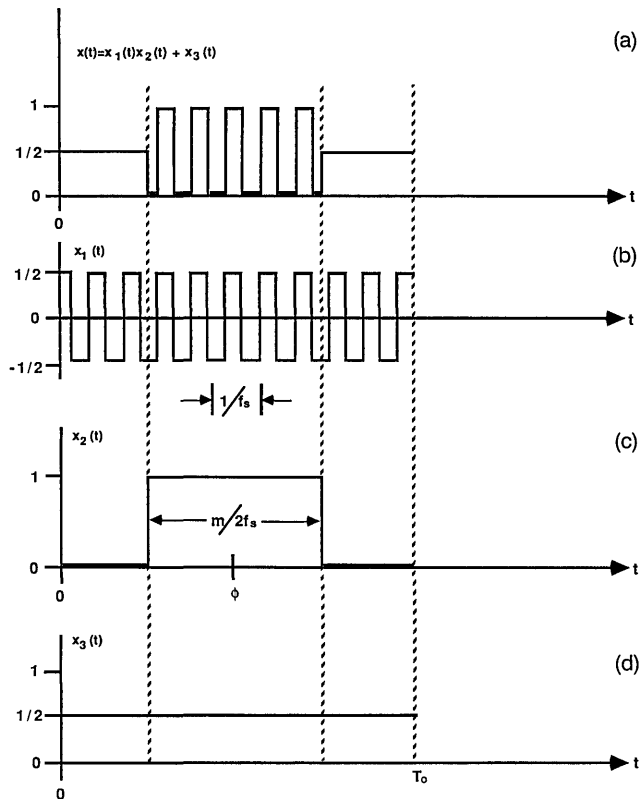 (a)
x(t)=x₁(t)x₂(t) + x₃(t)
1
1/2
0
t
0
(b)
x₁(t)
1/2
0
t
-1/2
1/fₛ
(c)
x₂(t)
1
m/2fₛ
0
t
0
ϕ
(d)
x₃(t)
1
1/2
0
t
0
T₀